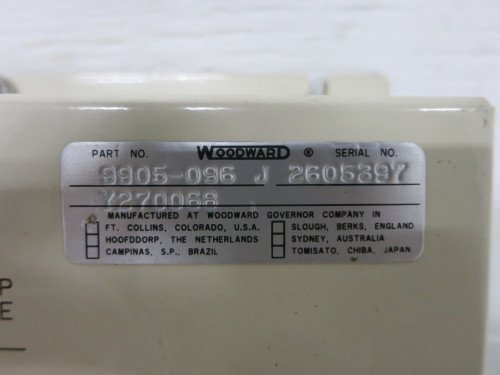 PART NO. WOODWARD ® SERIAL NO.
9905-096 J 2605397
Y270068
MANUFACTURED AT WOODWARD GOVERNOR COMPANY IN
FT. COLLINS, COLORADO, U.S.A. SLOUGH, BERKS, ENGLAND
HOOFDDORP, THE NETHERLANDS SYDNEY, AUSTRALIA
CAMPINAS, S.P., BRAZIL TOMISATO, CHIBA, JAPAN
P
E